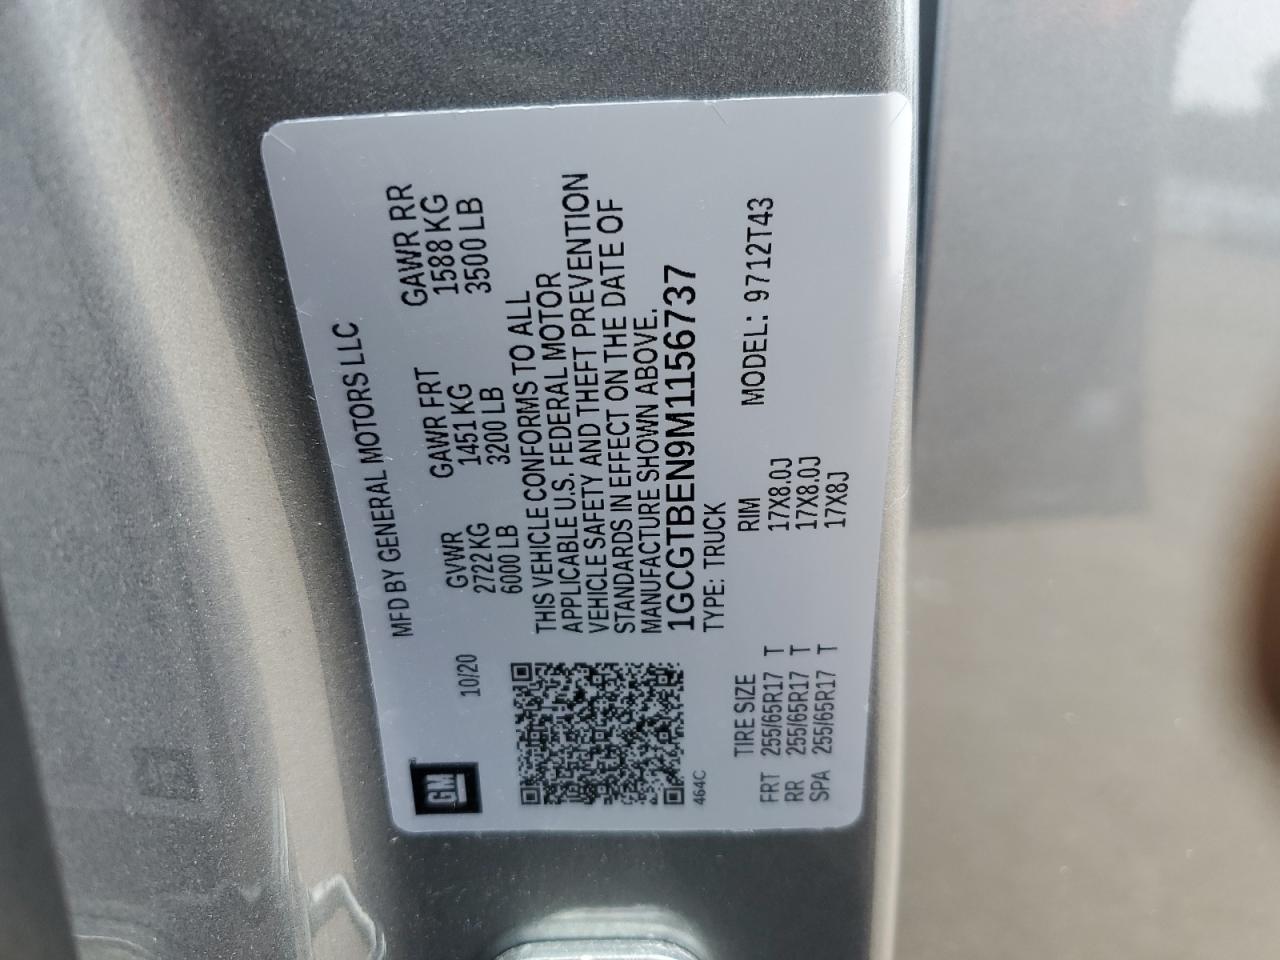 MFD BY GENERAL MOTORS LLC
GM
10/20
GVWR GAWR FRT GAWR RR
2722 KG 1451 KG 1588 KG
6000 LB 3200 LB 3500 LB
THIS VEHICLE CONFORMS TO ALL
APPLICABLE U.S. FEDERAL MOTOR
VEHICLE SAFETY AND THEFT PREVENTION
STANDARDS IN EFFECT ON THE DATE OF
MANUFACTURE SHOWN ABOVE.
1GCGTBEN9M1156737
464C
TYPE: TRUCK
TIRE SIZE RIM MODEL: 9712T43
FRT 255/65R17 T 17X8.0J
RR 255/65R17 T 17X8.0J
SPA 255/65R17 T 17X8J